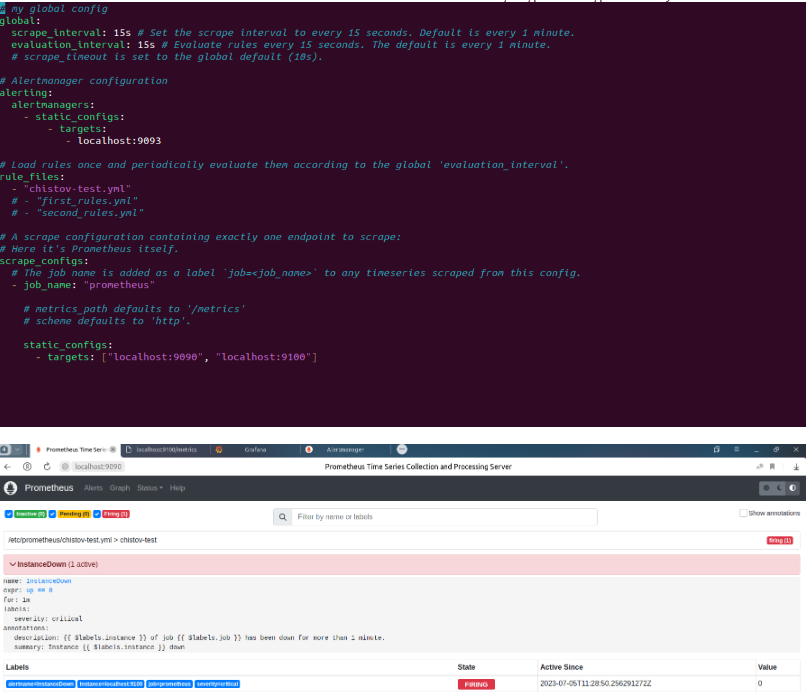 # my global config
global:
  scrape_interval: 15s # Set the scrape interval to every 15 seconds. Default is every 1 minute.
  evaluation_interval: 15s # Evaluate rules every 15 seconds. The default is every 1 minute.
  # scrape_timeout is set to the global default (10s).
# Alertmanager configuration
alerting:
  alertmanagers:
    - static_configs:
        - targets:
           - localhost:9093
# Load rules once and periodically evaluate them according to the global 'evaluation_interval'.
rule_files:
  - "chistov-test.yml"
  # - "first_rules.yml"
  # - "second_rules.yml"
# A scrape configuration containing exactly one endpoint to scrape:
# Here it's Prometheus itself.
scrape_configs:
  # The job name is added as a label `job=<job_name>` to any timeseries scraped from this config.
  - job_name: "prometheus"
    # metrics_path defaults to '/metrics'
    # scheme defaults to 'http'.
    static_configs:
      - targets: ["localhost:9090", "localhost:9100"]
Prometheus Time Serie localhost:9100/metrics Grafana Alertmanager
localhost:9090 Prometheus Time Series Collection and Processing Server
Prometheus Alerts Graph Status Help
Inactive (0) Pending (0) Firing (1) Filter by name or labels Show annotations
/etc/prometheus/chistov-test.yml > chistov-test firing (1)
InstanceDown (1 active)
name: InstanceDown
expr: up == 0
for: 1m
labels:
  severity: critical
annotations:
  description: {{ $labels.instance }} of job {{ $labels.job }} has been down for more than 1 minute.
  summary: Instance {{ $labels.instance }} down
Labels State Active Since Value
alertname=InstanceDown instance=localhost:9100 job=prometheus severity=critical FIRING 2023-07-05T11:28:50.256291272Z 0